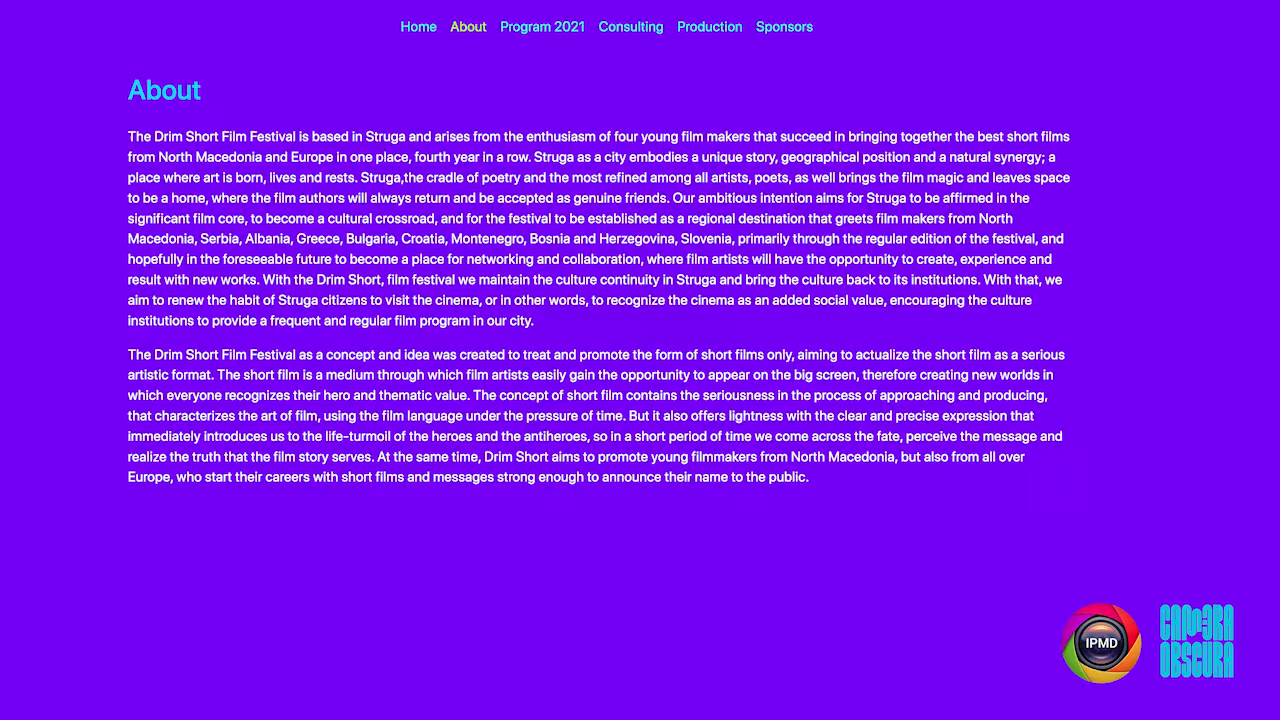 Home About Program 2021 Consulting Production Sponsors
About
The Drim Short Film Festival is based in Struga and arises from the enthusiasm of four young film makers that succeed in bringing together the best short films
from North Macedonia and Europe in one place, fourth year in a row. Struga as a city embodies a unique story, geographical position and a natural synergy; a
place where art is born, lives and rests. Struga,the cradle of poetry and the most refined among all artists, poets, as well brings the film magic and leaves space
to be a home, where the film authors will always return and be accepted as genuine friends. Our ambitious intention aims for Struga to be affirmed in the
significant film core, to become a cultural crossroad, and for the festival to be established as a regional destination that greets film makers from North
Macedonia, Serbia, Albania, Greece, Bulgaria, Croatia, Montenegro, Bosnia and Herzegovina, Slovenia, primarily through the regular edition of the festival, and
hopefully in the foreseeable future to become a place for networking and collaboration, where film artists will have the opportunity to create, experience and
result with new works. With the Drim Short, film festival we maintain the culture continuity in Struga and bring the culture back to its institutions. With that, we
aim to renew the habit of Struga citizens to visit the cinema, or in other words, to recognize the cinema as an added social value, encouraging the culture
institutions to provide a frequent and regular film program in our city.
The Drim Short Film Festival as a concept and idea was created to treat and promote the form of short films only, aiming to actualize the short film as a serious
artistic format. The short film is a medium through which film artists easily gain the opportunity to appear on the big screen, therefore creating new worlds in
which everyone recognizes their hero and thematic value. The concept of short film contains the seriousness in the process of approaching and producing,
that characterizes the art of film, using the film language under the pressure of time. But it also offers lightness with the clear and precise expression that
immediately introduces us to the life-turmoil of the heroes and the antiheroes, so in a short period of time we come across the fate, perceive the message and
realize the truth that the film story serves. At the same time, Drim Short aims to promote young filmmakers from North Macedonia, but also from all over
Europe, who start their careers with short films and messages strong enough to announce their name to the public.
IPMD
CAMERA
OBSCURA